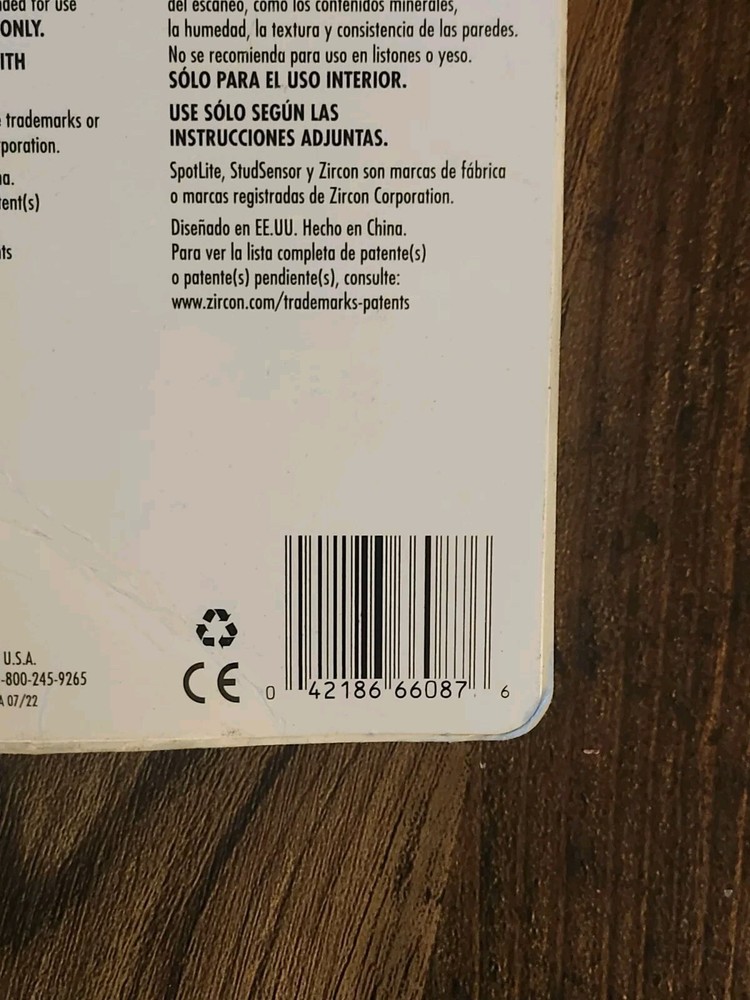 ded for use
ONLY.
ITH
trademarks or
poration.
a.
ent(s)
ts
U.S.A.
-800-245-9265
A 07/22
del escaneo, como los contenidos minerales,
la humedad, la textura y consistencia de las paredes.
No se recomienda para uso en listones o yeso.
SÓLO PARA EL USO INTERIOR.
USE SÓLO SEGÚN LAS
INSTRUCCIONES ADJUNTAS.
SpotLite, StudSensor y Zircon son marcas de fábrica
o marcas registradas de Zircon Corporation.
Diseñado en EE.UU. Hecho en China.
Para ver la lista completa de patente(s)
o patente(s) pendiente(s), consulte:
www.zircon.com/trademarks-patents
CE
0 42186 66087 6